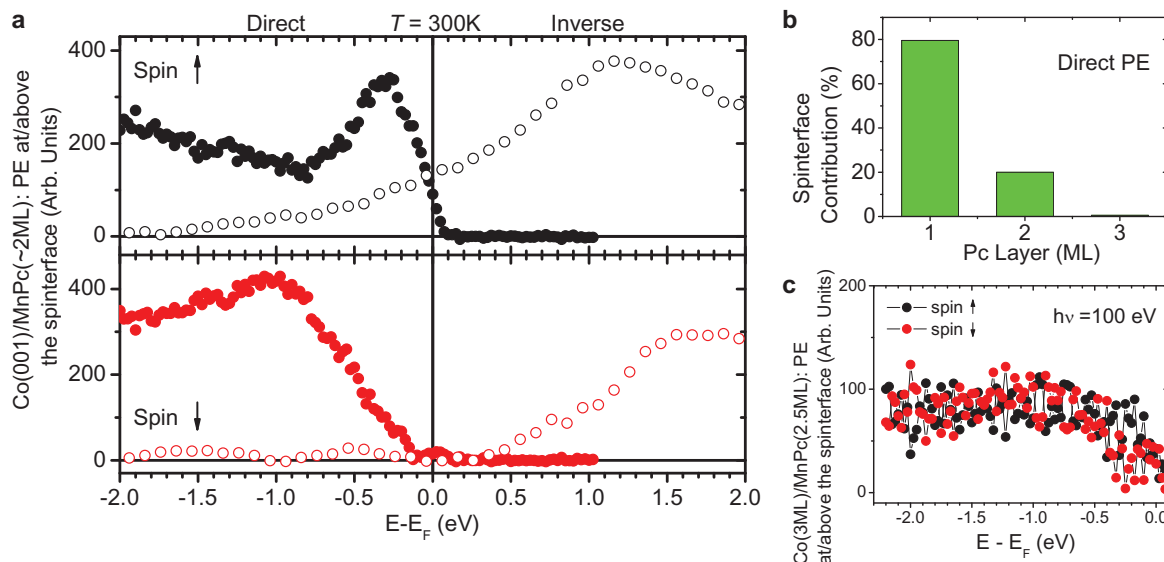 a
Direct
T = 300K
Inverse
Co(001)/MnPc(~2ML): PE at/above
the spinterface (Arb. Units)
400
200
0
Spin ↑
400
200
0
Spin ↓
-2.0 -1.5 -1.0 -0.5 0.0 0.5 1.0 1.5 2.0
E-EF (eV)
b
Spinterface
Contribution (%)
80
60
40
20
0
Direct PE
1 2 3
Pc Layer (ML)
c
Co(3ML)/MnPc(2.5ML): PE
at/above the spinterface (Arb. Units)
200
100
0
spin ↑
spin ↓
hν =100 eV
-2.0 -1.5 -1.0 -0.5 0.0
E - EF (eV)